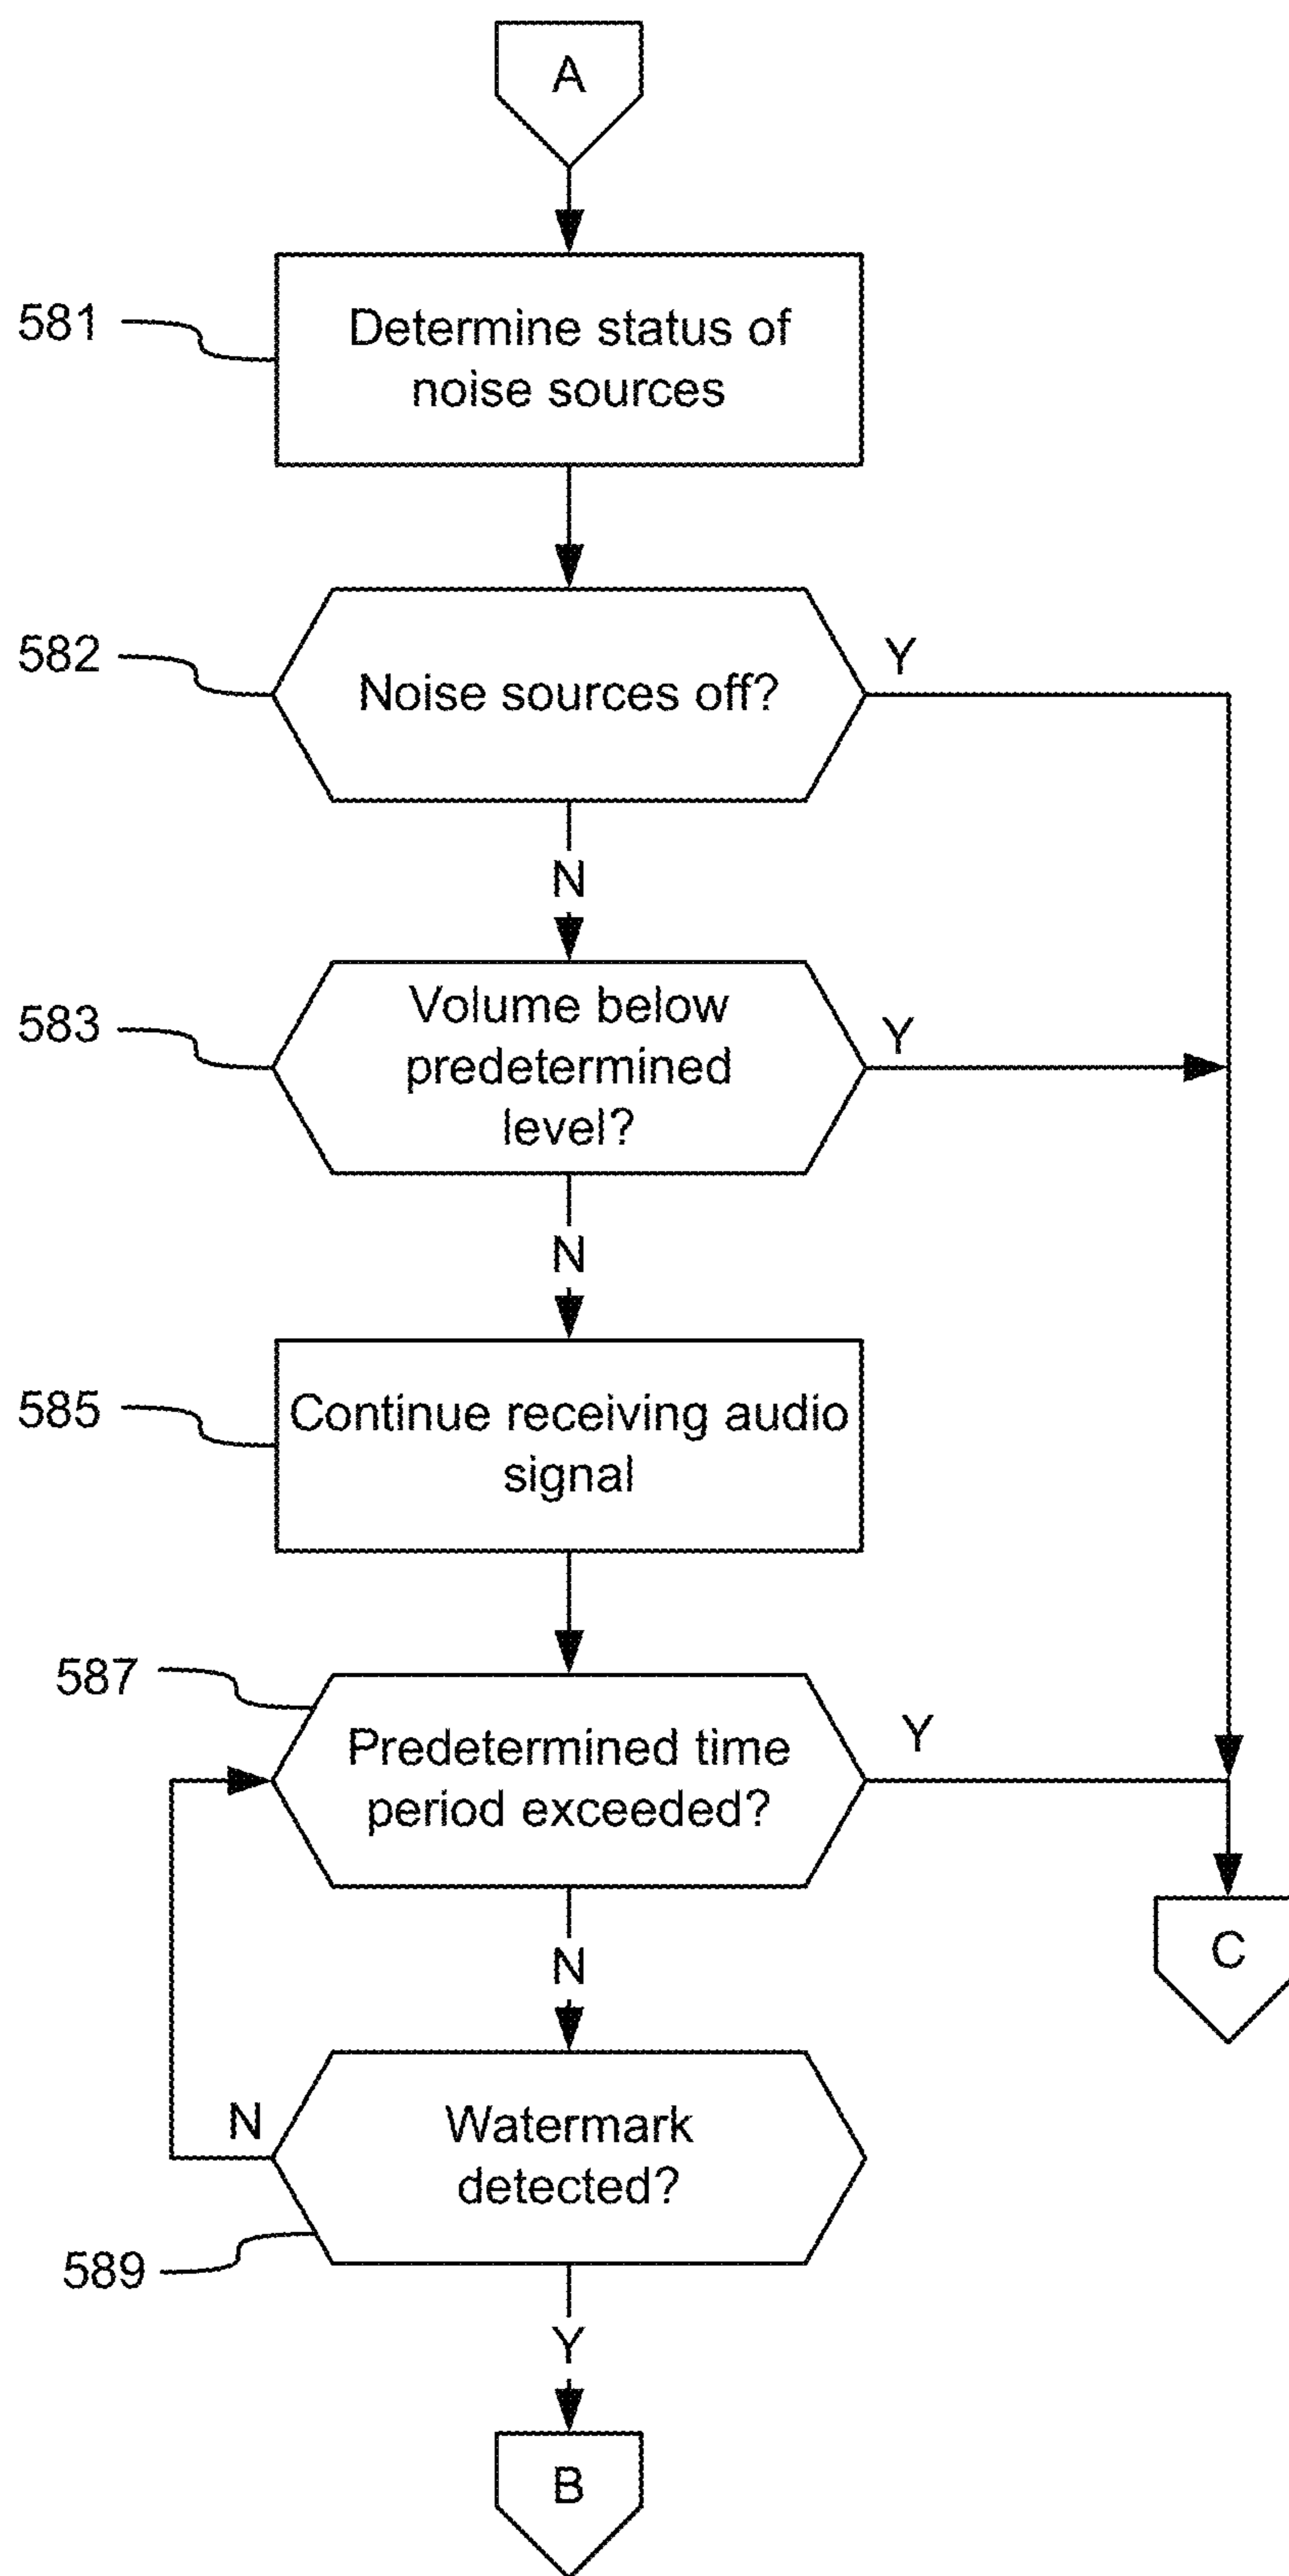 A
581
Determine status of
noise sources
582
Noise sources off?
Y
N
583
Volume below
predetermined
level?
Y
N
585
Continue receiving audio
signal
587
Predetermined time
period exceeded?
Y
N
C
Watermark
detected?
N
589
Y
B